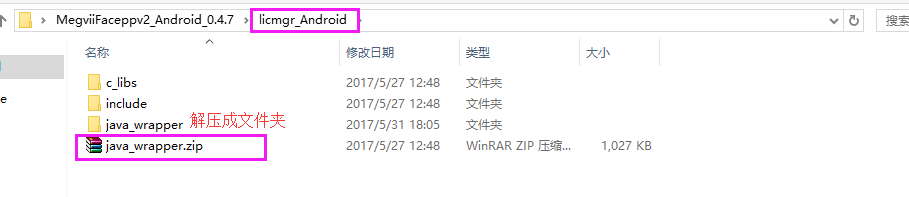 MegviiFaceppv2_Android_0.4.7 > licmgr_Android > 搜索
名称 修改日期 类型 大小
c_libs 2017/5/27 12:48 文件夹
include 2017/5/27 12:48 文件夹
java_wrapper 解压成文件夹 2017/5/31 18:05 文件夹
java_wrapper.zip 2017/5/27 12:48 WinRAR ZIP 压缩... 1,027 KB